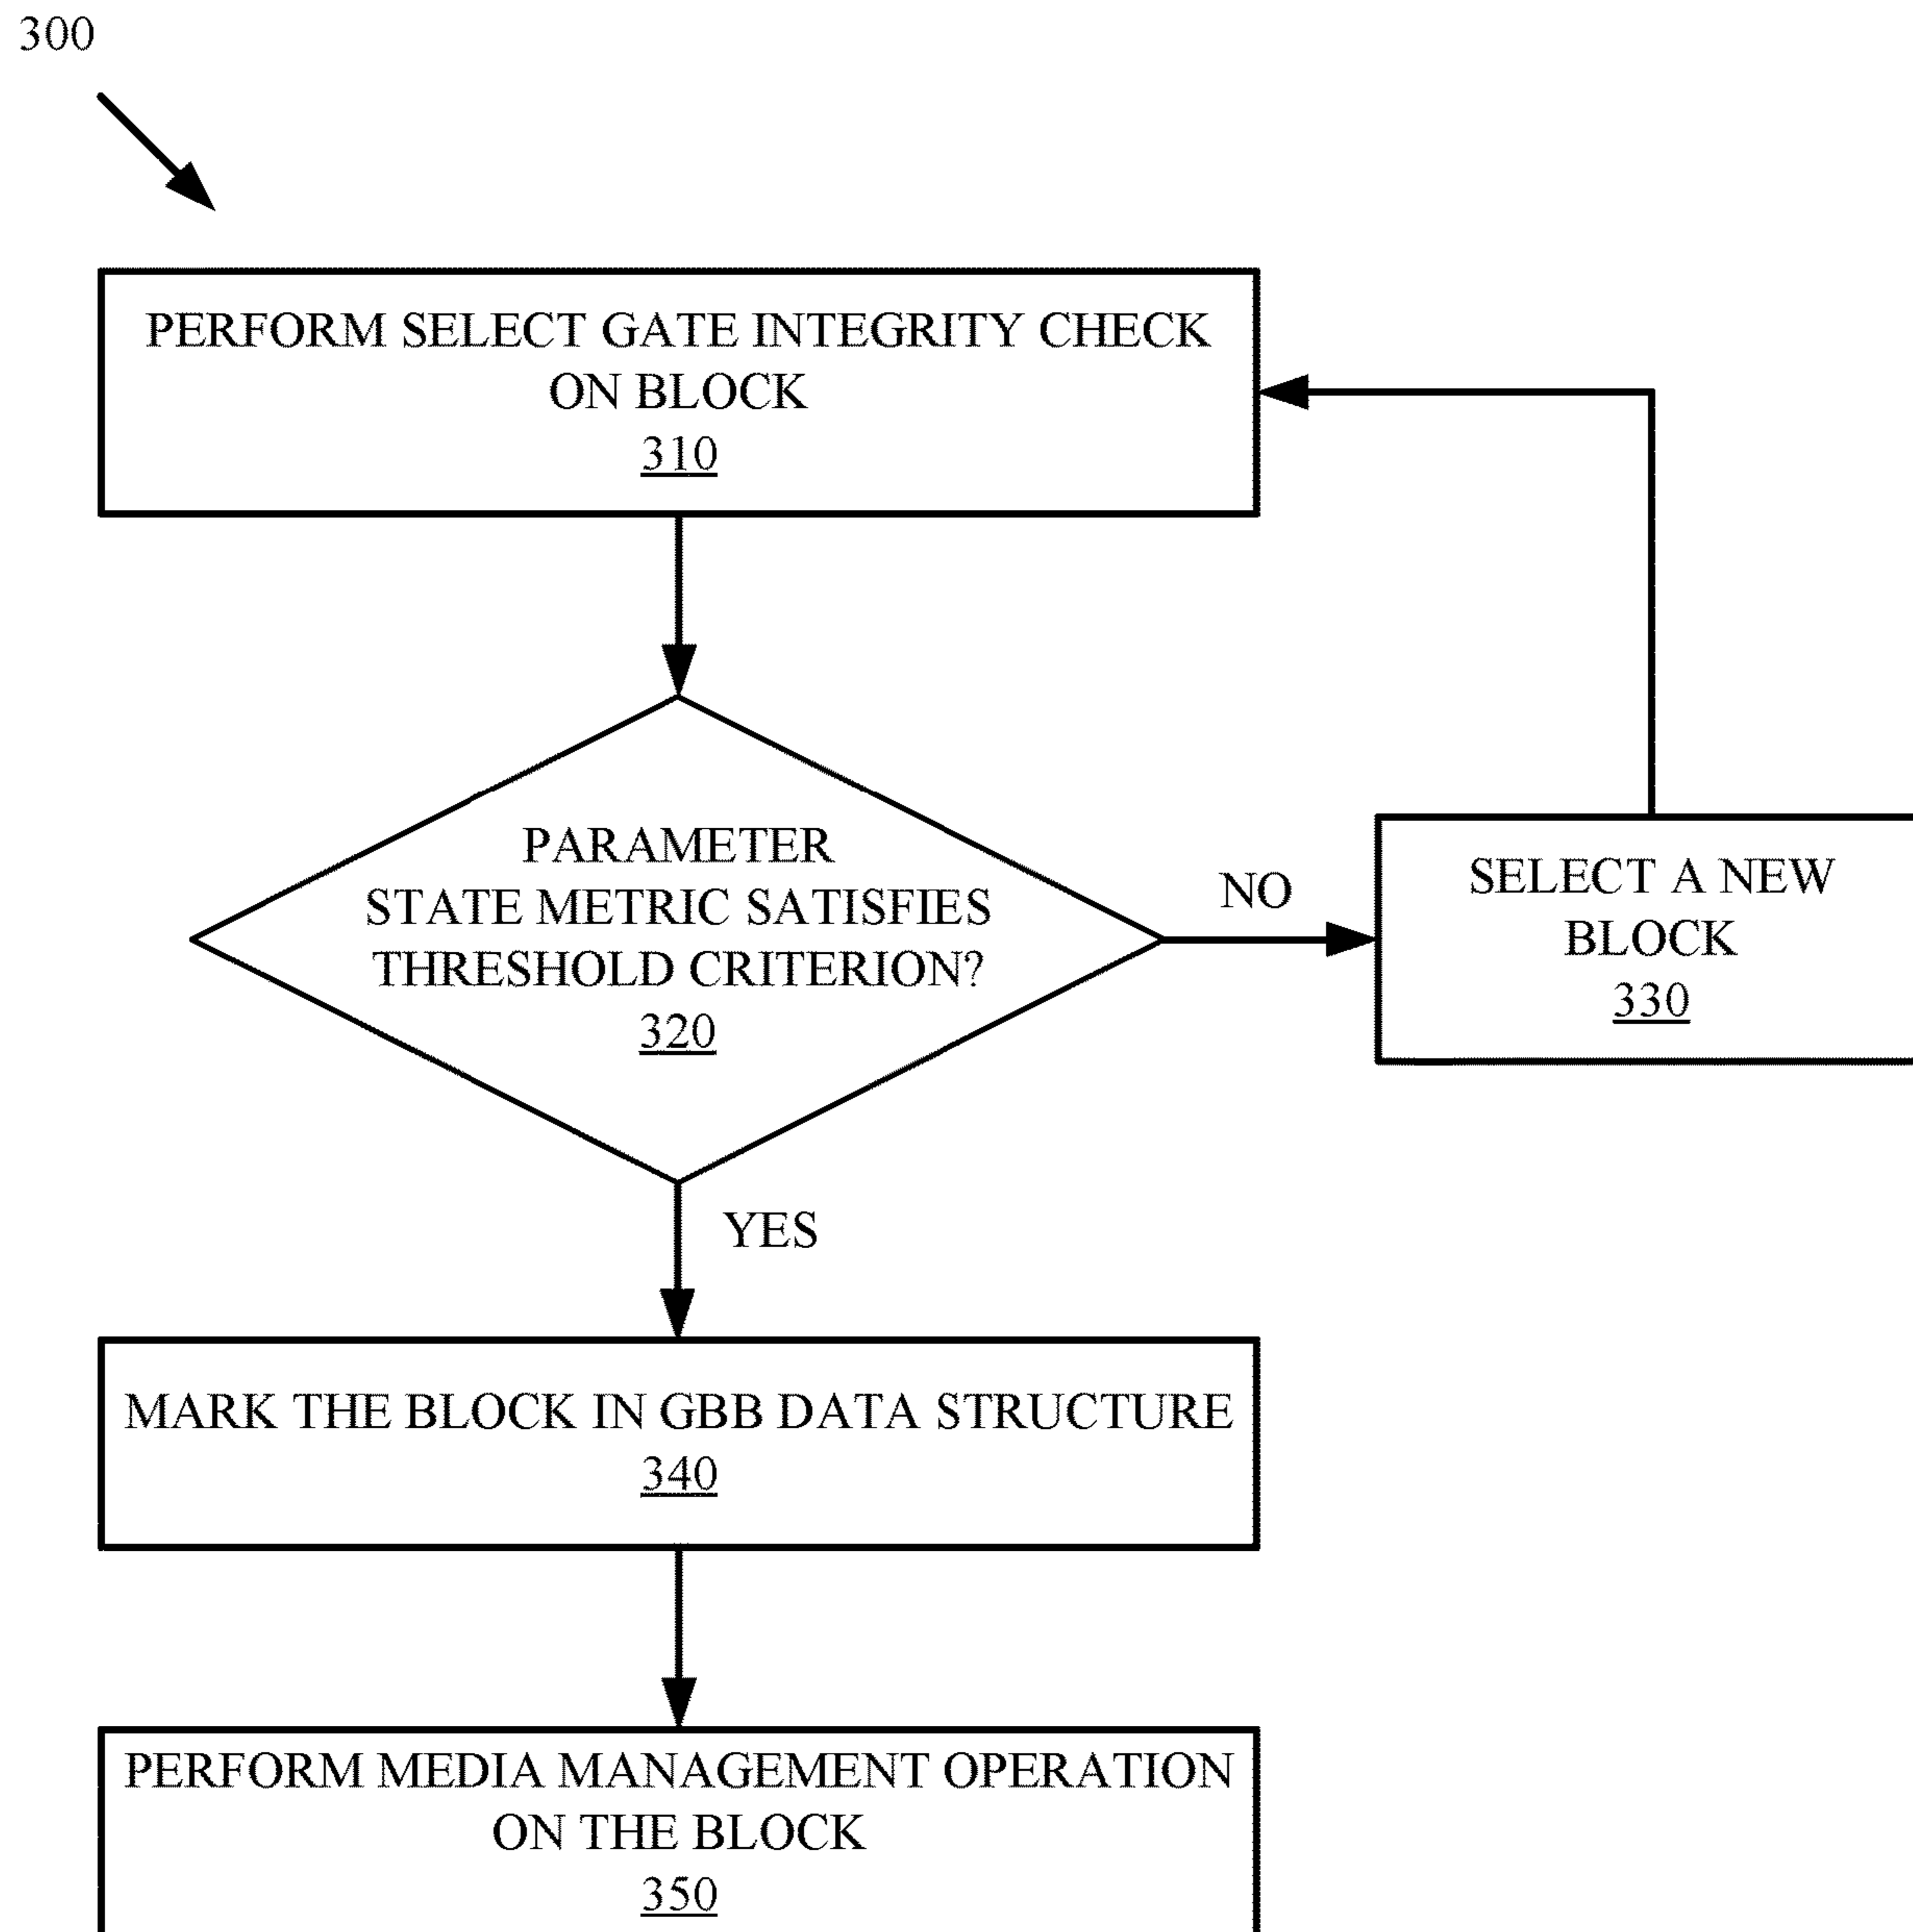 300
PERFORM SELECT GATE INTEGRITY CHECK
ON BLOCK
310
PARAMETER
STATE METRIC SATISFIES
THRESHOLD CRITERION?
320
NO
SELECT A NEW
BLOCK
330
YES
MARK THE BLOCK IN GBB DATA STRUCTURE
340
PERFORM MEDIA MANAGEMENT OPERATION
ON THE BLOCK
350